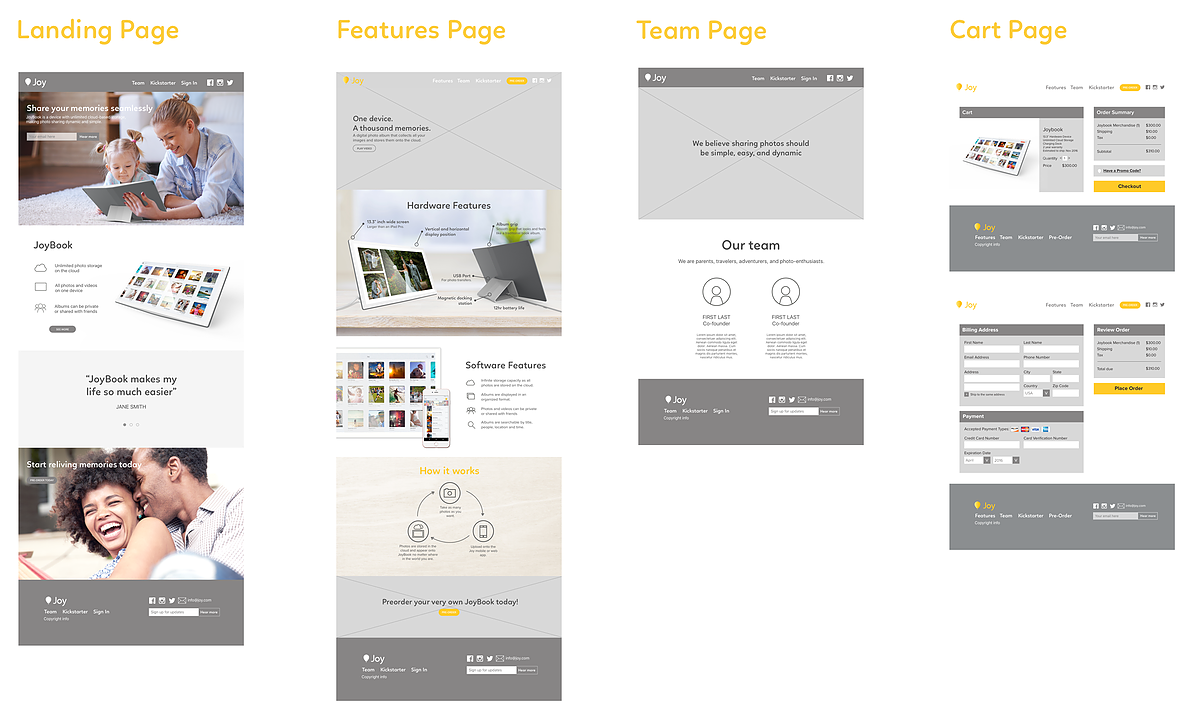 Landing Page
Joy
Team Kickstarter Sign In
Share your memories seamlessly
JoyBook is a device with unlimited cloud-based
making photo sharing dynamic and simple.
Your email here
Hear more
JoyBook
Unlimited photo storage
on the cloud
All photos and videos
on one device
Albums can be private
or shared with friends
SEE MORE
“JoyBook makes my
life so much easier”
JANE SMITH
Start reliving memories today
PRE-ORDER TODAY
Joy
Team Kickstarter Sign In
Copyright info
info@joy.com
Sign up for updates
Hear more
Features Page
Joy
Features Team Kickstarter PRE-ORDER
One device.
A thousand memories.
A digital photo album that collects all your
images and stores them onto the cloud.
PLAY VIDEO
Hardware Features
13.3" inch wide screen
Larger than an iPad Pro
Vertical and horizontal
display position
Album grip
USB Port
For photo transfers
Magnetic docking
station
12hr battery life
Software Features
Infinite storage capacity as all
photos are stored on the cloud
Albums are displayed in an
organized format.
Photos and videos can be private
or shared with friends
Albums are searchable by title,
people, location and time.
How it works
Take as many
photos as you
want.
Photos are stored in the
cloud and appear onto
JoyBook no matter where
in the world you are.
Upload onto the
Joy mobile or web
app
Preorder your very own JoyBook today!
PRE-ORDER
Joy
Team Kickstarter Sign In
Copyright info
info@joy.com
Sign up for updates
Hear more
Team Page
Joy
Team Kickstarter Sign In
We believe sharing photos should
be simple, easy, and dynamic
Our team
We are parents, travelers, adventurers, and photo-enthusiasts.
FIRST LAST
Co-founder
FIRST LAST
Co-founder
Joy
Team Kickstarter Sign In
Copyright info
info@joy.com
Sign up for updates
Hear more
Cart Page
Joy
Features Team Kickstarter PRE-ORDER
Cart
Joybook
13.3" Hardware Device
Unlimited Cloud Storage
Charging Dock
Quantity
Price $300.00
Order Summary
Joybook Merchandise (1) $300.00
Shipping $10.00
Tax $0.00
Subtotal $310.00
Have a Promo Code?
Checkout
Joy
Features Team Kickstarter Pre-Order
Copyright info
info@joy.com
Your email here
Hear more
Joy
Features Team Kickstarter PRE-ORDER
Billing Address
First Name
Last Name
Email Address
Phone Number
Address
City
State
Country
Zip Code
USA
Ship to the same address
Review Order
Joybook Merchandise (1) $300.00
Shipping $10.00
Tax $0.00
Total due $310.00
Place Order
Payment
Accepted Payment Types:
Credit Card Number
Card Verification Number
Expiration Date
April
2016
Joy
Features Team Kickstarter Pre-Order
Copyright info
info@joy.com
Your email here
Hear more